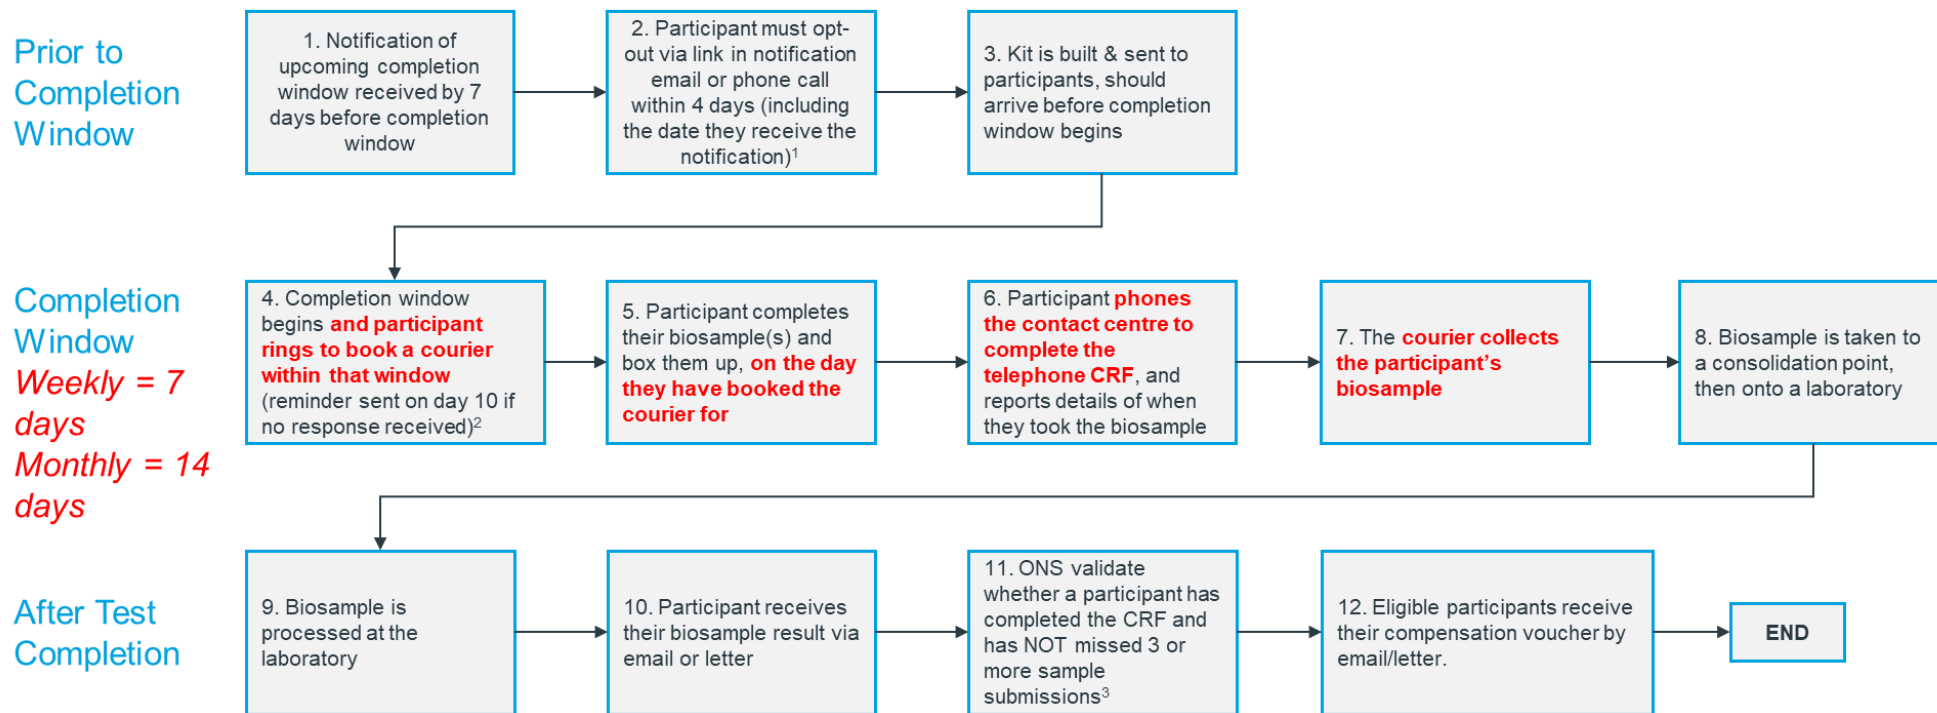 Prior to
Completion
Window
1. Notification of
upcoming completion
window received by 7
days before completion
window
2. Participant must opt-
out via link in notification
email or phone call
within 4 days (including
the date they receive the
notification)1
3. Kit is built & sent to
participants, should
arrive before completion
window begins
Completion
Window
Weekly = 7
days
Monthly = 14
days
4. Completion window
begins and participant
rings to book a courier
within that window
(reminder sent on day 10 if
no response received)2
5. Participant completes
their biosample(s) and
box them up, on the day
they have booked the
courier for
6. Participant phones
the contact centre to
complete the
telephone CRF, and
reports details of when
they took the biosample
7. The courier collects
the participant's
biosample
8. Biosample is taken to
a consolidation point,
then onto a laboratory
After Test
Completion
9. Biosample is
processed at the
laboratory
10. Participant receives
their biosample result via
email or letter
11. ONS validate
whether a participant has
completed the CRF and
has NOT missed 3 or
more sample
submissions3
12. Eligible participants receive
their compensation voucher by
email/letter.
END